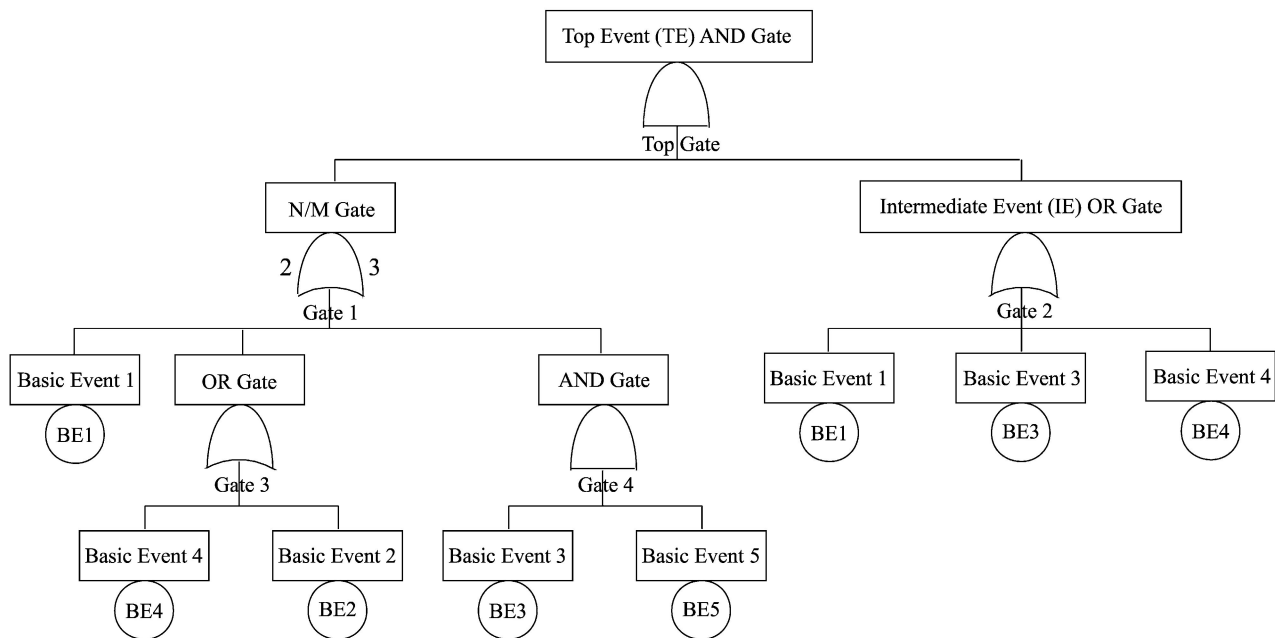 Top Event (TE) AND Gate
Top Gate
N/M Gate
Intermediate Event (IE) OR Gate
2 3
Gate 1
Gate 2
Basic Event 1
OR Gate
AND Gate
Basic Event 1
Basic Event 3
Basic Event 4
BE1
BE1
BE3
BE4
Gate 3
Gate 4
Basic Event 4
Basic Event 2
Basic Event 3
Basic Event 5
BE4
BE2
BE3
BE5